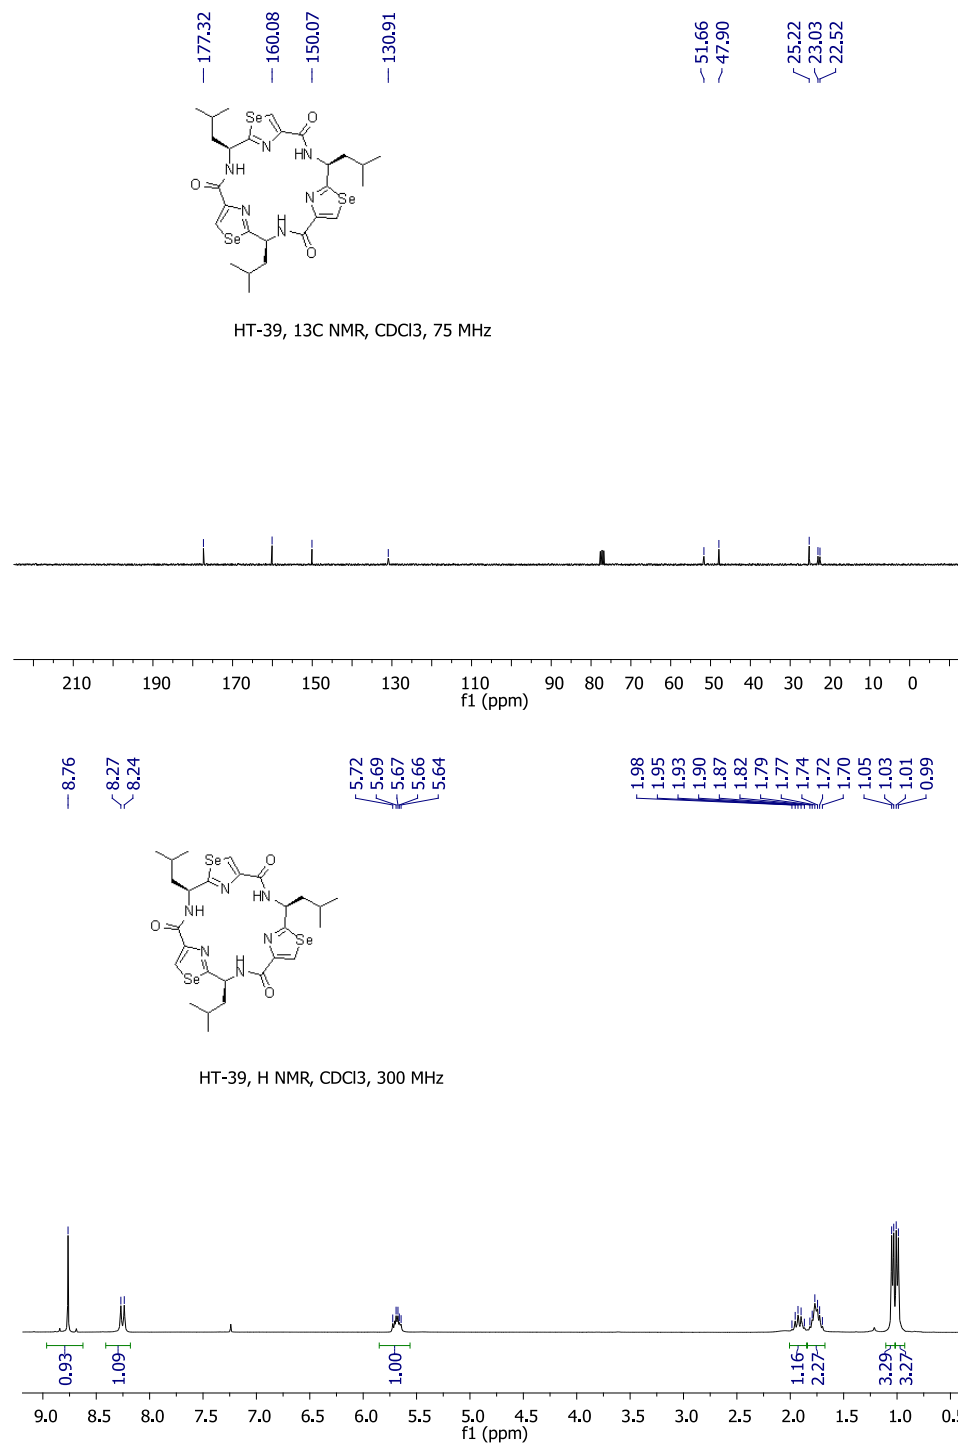 177.32
160.08
150.07
130.91
51.66
47.90
25.22
23.03
22.52
Se
O
N
HN
NH
O
N
N
Se
Se
H
N
O
HT-39, 13C NMR, CDCl3, 75 MHz
210 190 170 150 130 110 90 80 70 60 50 40 30 20 10 0
f1 (ppm)
8.76
8.27
8.24
5.72
5.69
5.67
5.66
5.64
1.98
1.95
1.93
1.90
1.87
1.82
1.79
1.77
1.74
1.72
1.70
1.05
1.03
1.01
0.99
Se
O
N
HN
NH
O
N
N
Se
Se
H
N
O
HT-39, H NMR, CDCl3, 300 MHz
0.93
1.09
1.00
1.16
2.27
3.29
3.27
9.0 8.5 8.0 7.5 7.0 6.5 6.0 5.5 5.0 4.5 4.0 3.5 3.0 2.5 2.0 1.5 1.0 0.5
f1 (ppm)